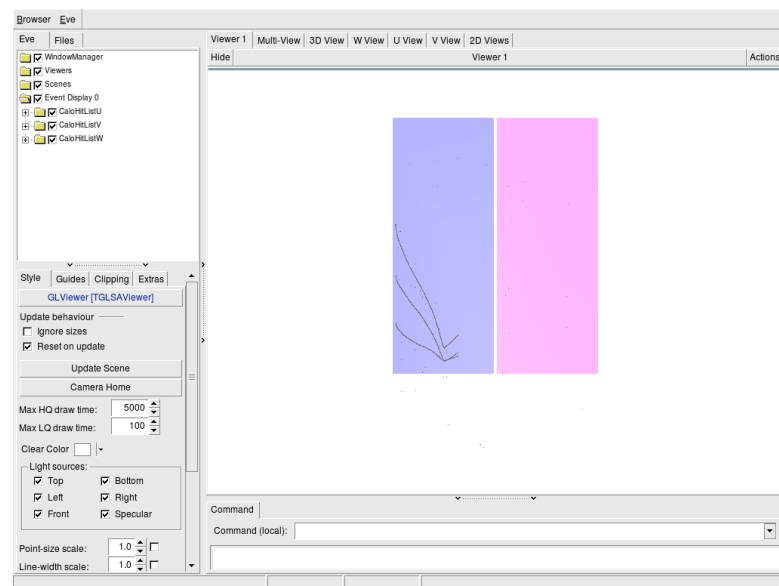 Browser Eve
Eve Files
Viewer 1 Multi-View 3D View W View U View V View 2D Views
Hide Viewer 1 Actions
WindowManager
Viewers
Scenes
Event Display 0
CaloHitListU
CaloHitListV
CaloHitListW
Style Guides Clipping Extras
GLViewer [TGLSAViewer]
Update behaviour
Ignore sizes
Reset on update
Update Scene
Camera Home
Max HQ draw time: 5000
Max LQ draw time: 100
Clear Color
Light sources:
Top Bottom
Left Right
Front Specular
Point-size scale: 1.0
Line-width scale: 1.0
Command
Command (local):